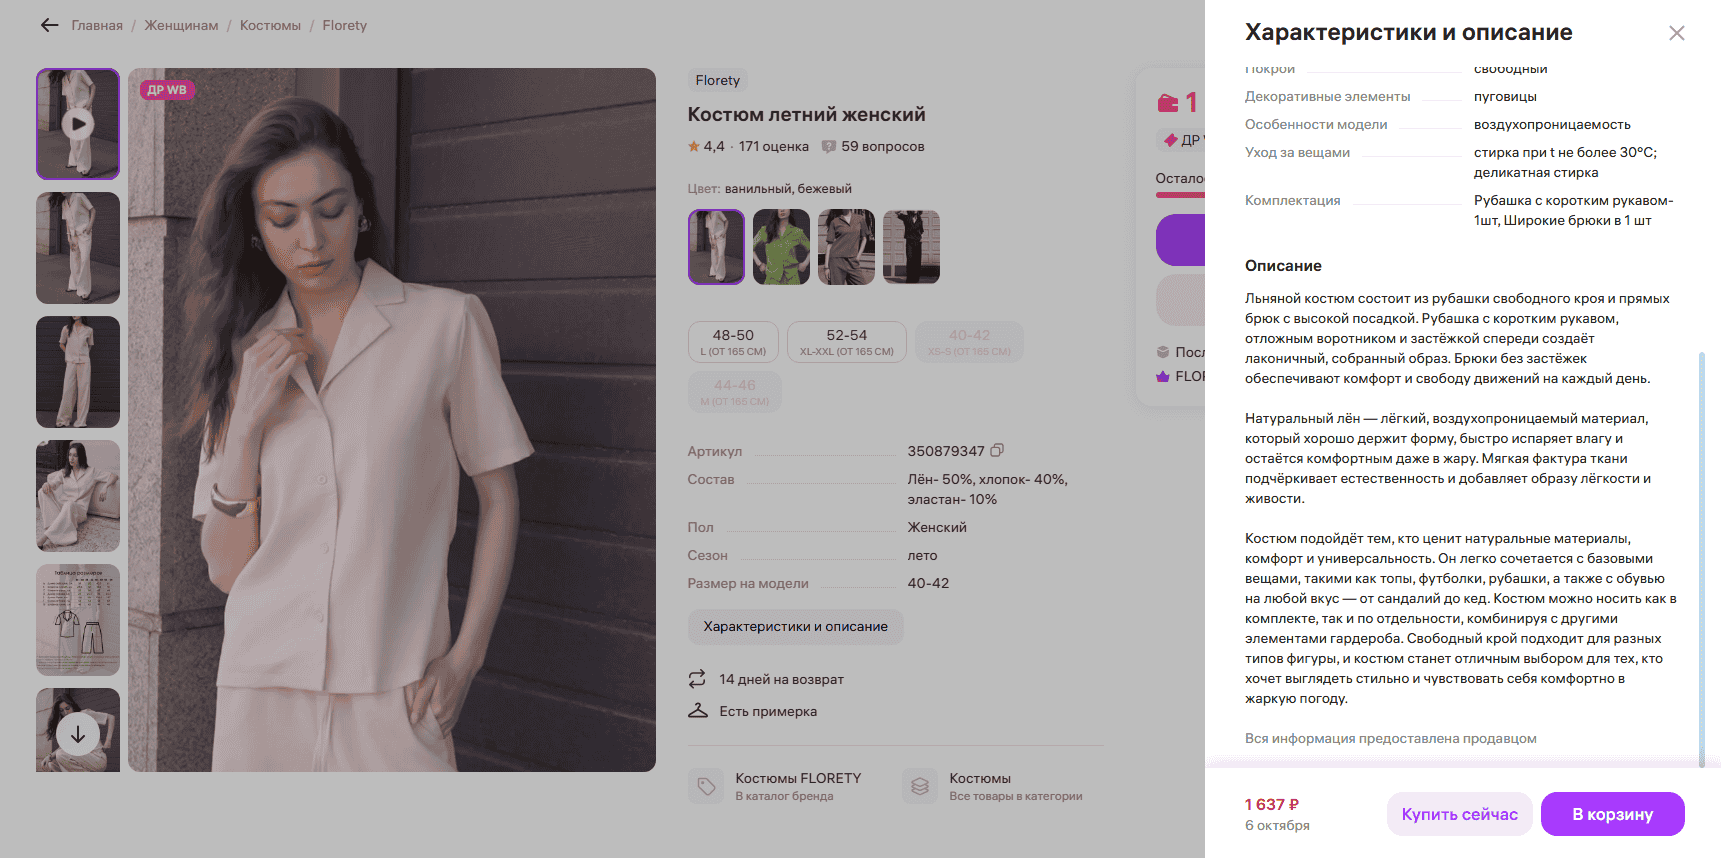 Главная / Женщинам / Костюмы / Florety
ДР WB
Florety
Костюм летний женский
4,4 · 171 оценка
59 вопросов
Цвет: ванильный, бежевый
48-50
L (ОТ 165 СМ)
52-54
XL-XXL (ОТ 165 СМ)
40-42
XS-S (ОТ 165 СМ)
44-46
M (ОТ 165 СМ)
Артикул 350879347
Состав Лён- 50%, хлопок- 40%,
эластан- 10%
Пол Женский
Сезон лето
Размер на модели 40-42
Характеристики и описание
14 дней на возврат
Есть примерка
Костюмы FLORETY
В каталог бренда
Костюмы
Все товары в категории
Таблица размеров
1
ДР
Остало
Посл
FLOR
Характеристики и описание
Покрой свободный
Декоративные элементы пуговицы
Особенности модели воздухопроницаемость
Уход за вещами стирка при t не более 30°C;
деликатная стирка
Комплектация Рубашка с коротким рукавом-
1шт, Широкие брюки в 1 шт
Описание
Льняной костюм состоит из рубашки свободного кроя и прямых
брюк с высокой посадкой. Рубашка с коротким рукавом,
отложным воротником и застёжкой спереди создаёт
лаконичный, собранный образ. Брюки без застёжек
обеспечивают комфорт и свободу движений на каждый день.
Натуральный лён — лёгкий, воздухопроницаемый материал,
который хорошо держит форму, быстро испаряет влагу и
остаётся комфортным даже в жару. Мягкая фактура ткани
подчёркивает естественность и добавляет образу лёгкости и
живости.
Костюм подойдёт тем, кто ценит натуральные материалы,
комфорт и универсальность. Он легко сочетается с базовыми
вещами, такими как топы, футболки, рубашки, а также с обувью
на любой вкус — от сандалий до кед. Костюм можно носить как в
комплекте, так и по отдельности, комбинируя с другими
элементами гардероба. Свободный крой подходит для разных
типов фигуры, и костюм станет отличным выбором для тех, кто
хочет выглядеть стильно и чувствовать себя комфортно в
жаркую погоду.
Вся информация предоставлена продавцом
1 637 ₽
6 октября
Купить сейчас
В корзину